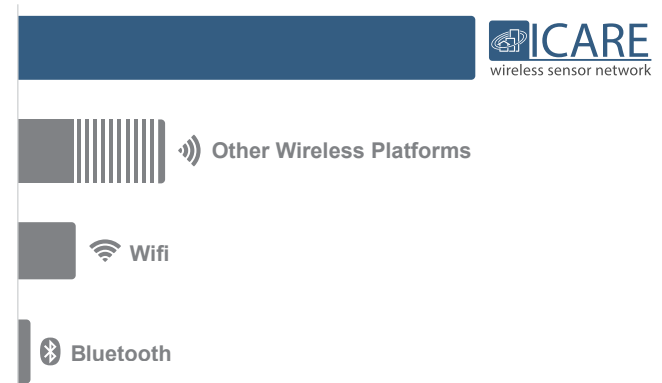 ICARE
wireless sensor network
Other Wireless Platforms
Wifi
Bluetooth